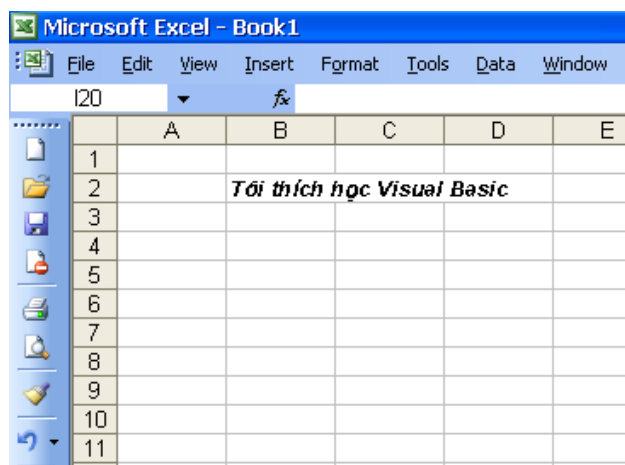 Microsoft Excel - Book1
File Edit View Insert Format Tools Data Window
I20 fx
A B C D E
1
2 Tôi thích học Visual Basic
3
4
5
6
7
8
9
10
11